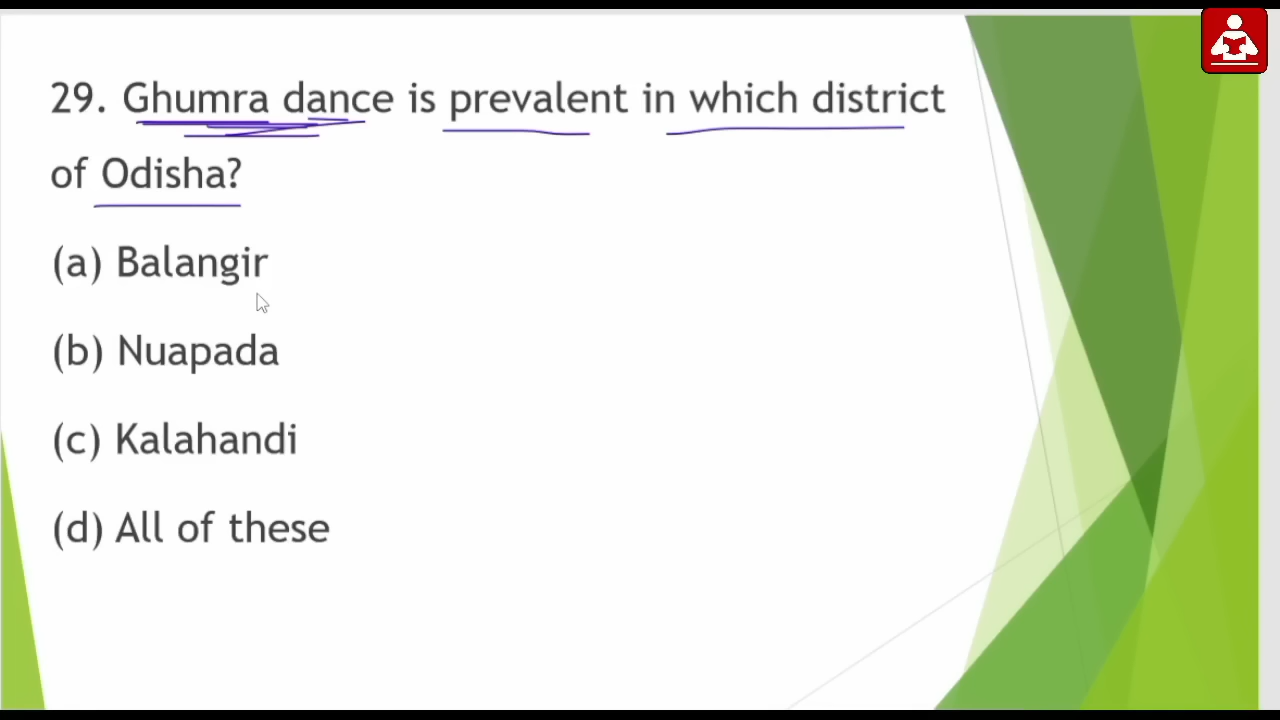 29. Ghumra dance is prevalent in which district
of Odisha?
(a) Balangir
(b) Nuapada
(c) Kalahandi
(d) All of these